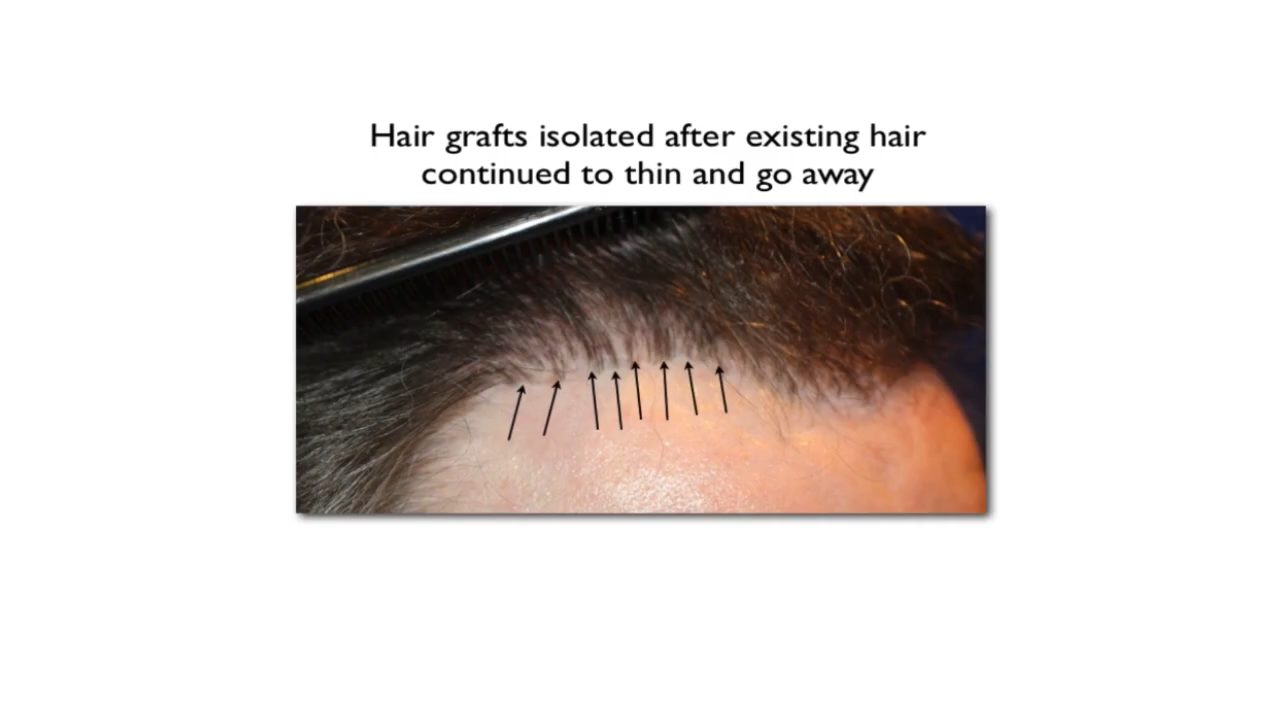 Hair grafts isolated after existing hair
continued to thin and go away